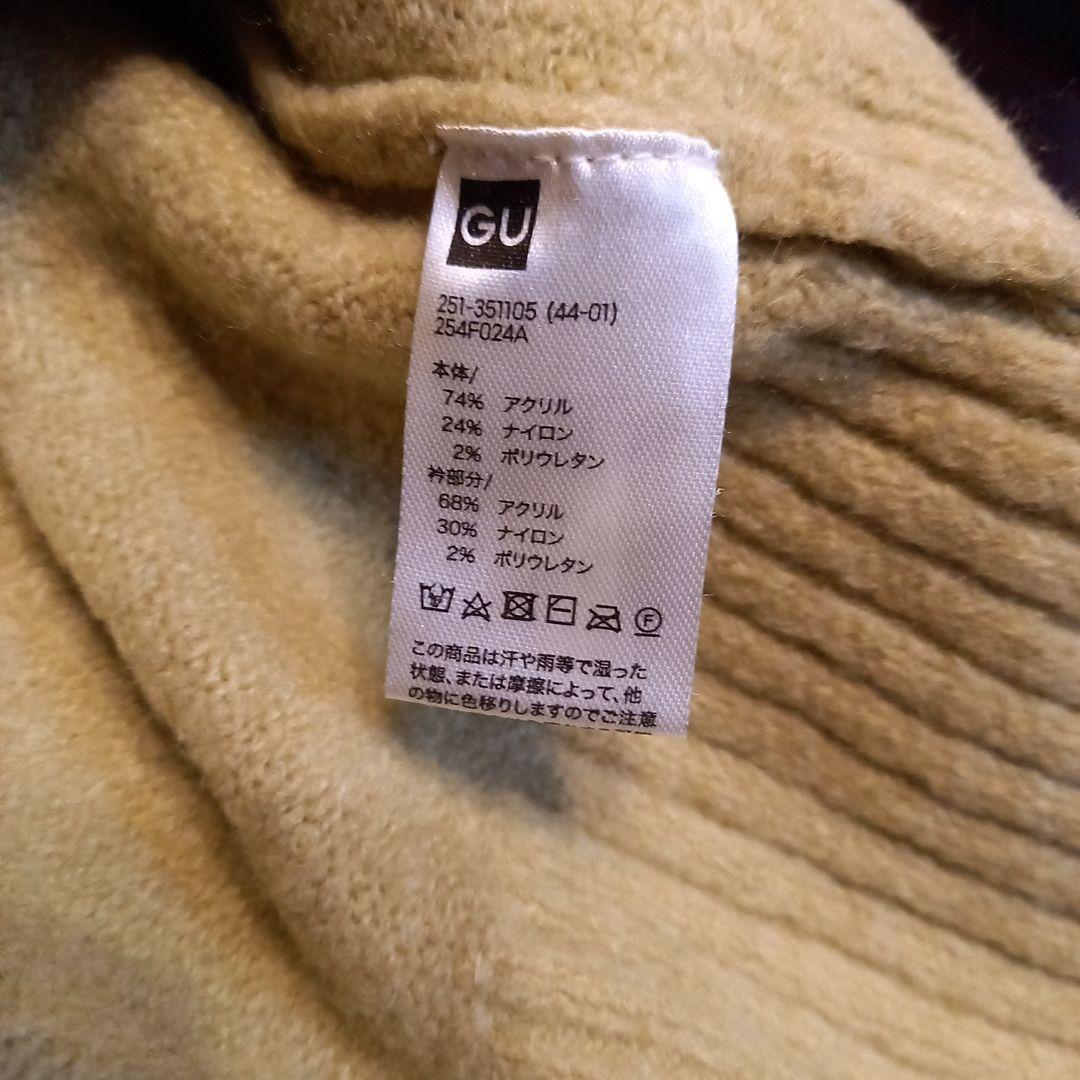 GU
251-351105 (44-01)
254F024A
本体/
74% アクリル
24% ナイロン
2% ポリウレタン
衿部分/
68% アクリル
30% ナイロン
2% ポリウレタン
F
この商品は汗や雨等で湿った
状態、または摩擦によって、他
の物に色移りしますのでご注意